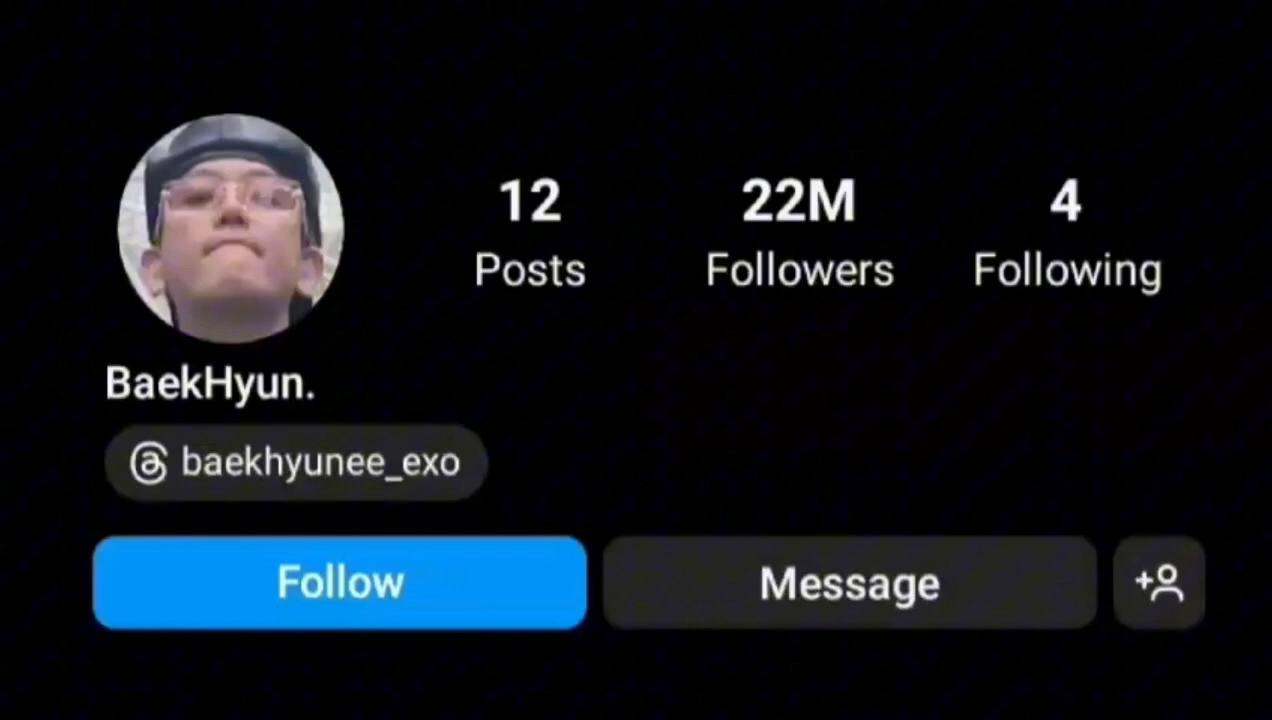 12 22M 4
Posts Followers Following
BaekHyun.
baekhyunee_exo
Follow Message